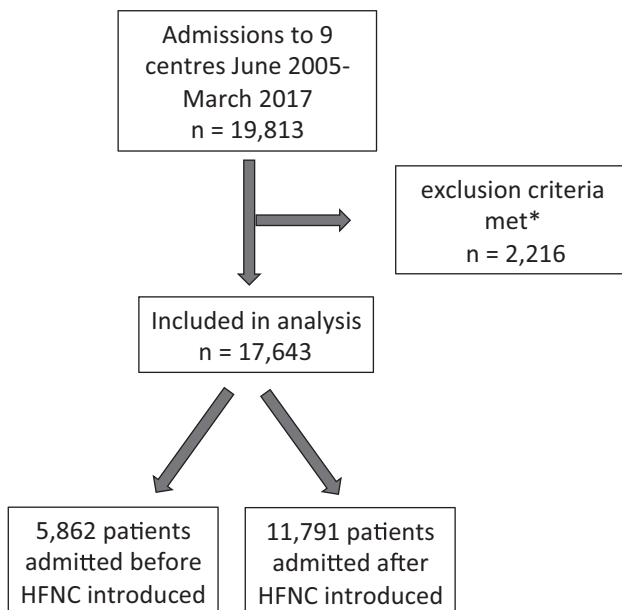 Admissions to 9
centres June 2005-
March 2017
n = 19,813
exclusion criteria
met*
n = 2,216
Included in analysis
n = 17,643
5,862 patients
admitted before
HFNC introduced
11,791 patients
admitted after
HFNC introduced